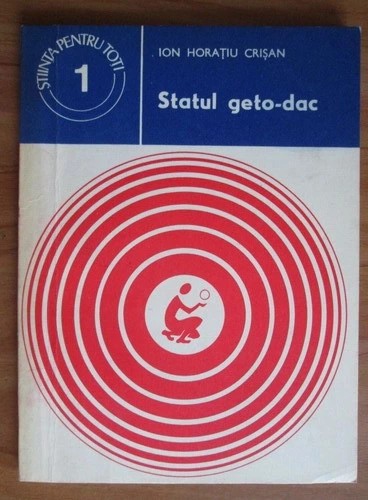 ȘTIINȚA PENTRU TOȚI
1
ION HORAȚIU CRIȘAN
Statul geto-dac